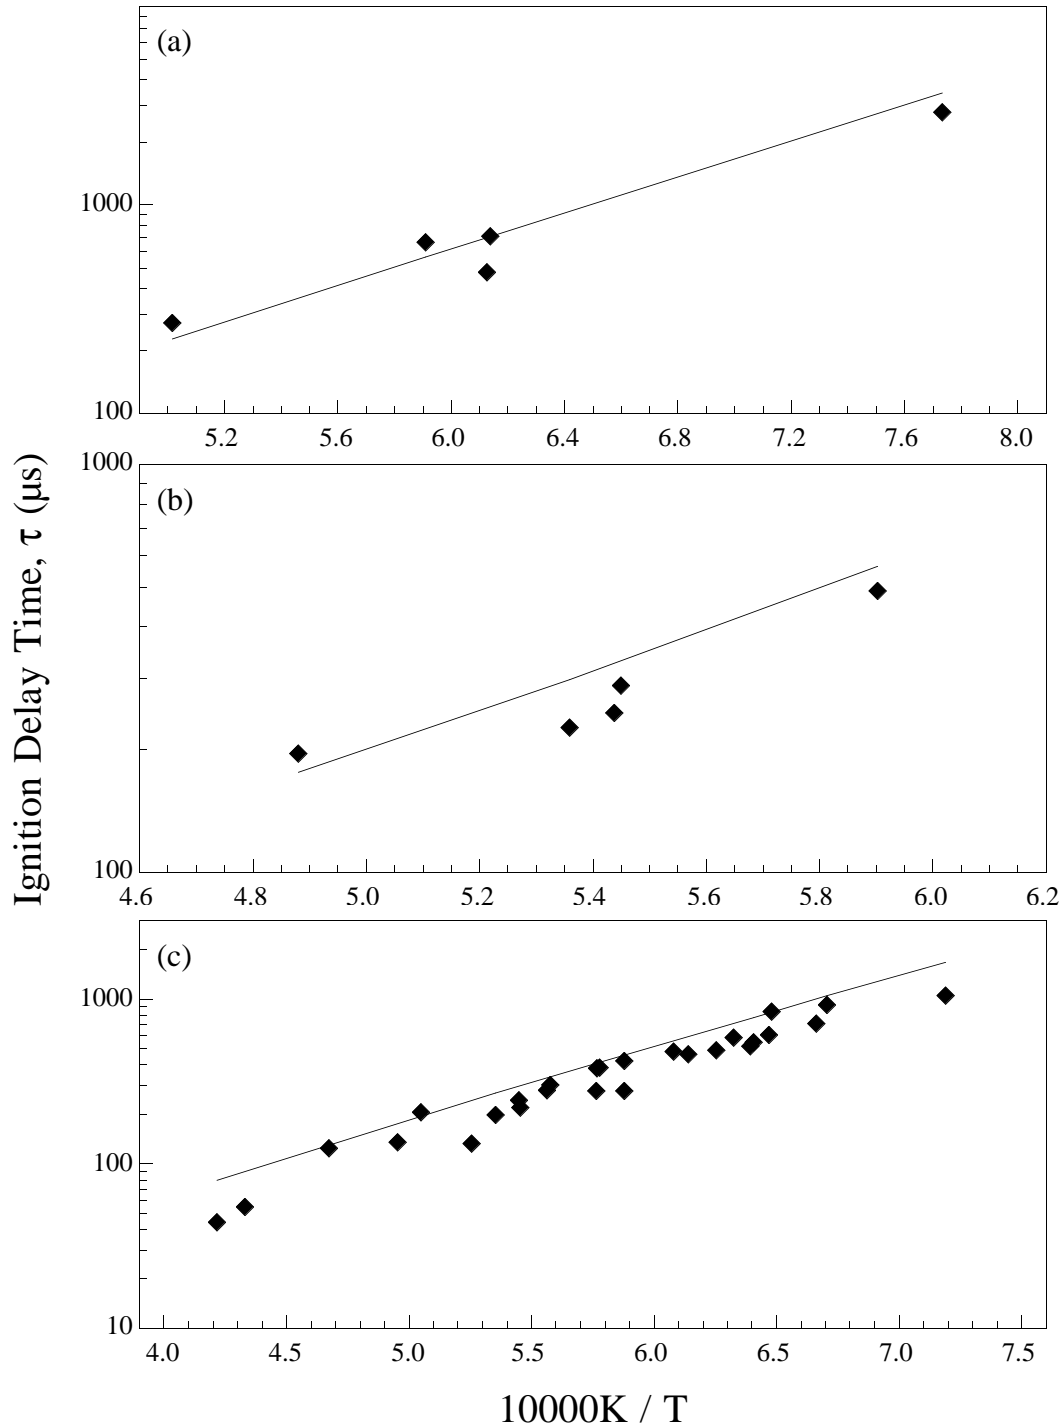 (a)
1000
100
5.2 5.6 6.0 6.4 6.8 7.2 7.6 8.0
Ignition Delay Time, τ (μs)
1000
(b)
100
4.6 4.8 5.0 5.2 5.4 5.6 5.8 6.0 6.2
(c)
1000
100
10
4.0 4.5 5.0 5.5 6.0 6.5 7.0 7.5
10000K / T